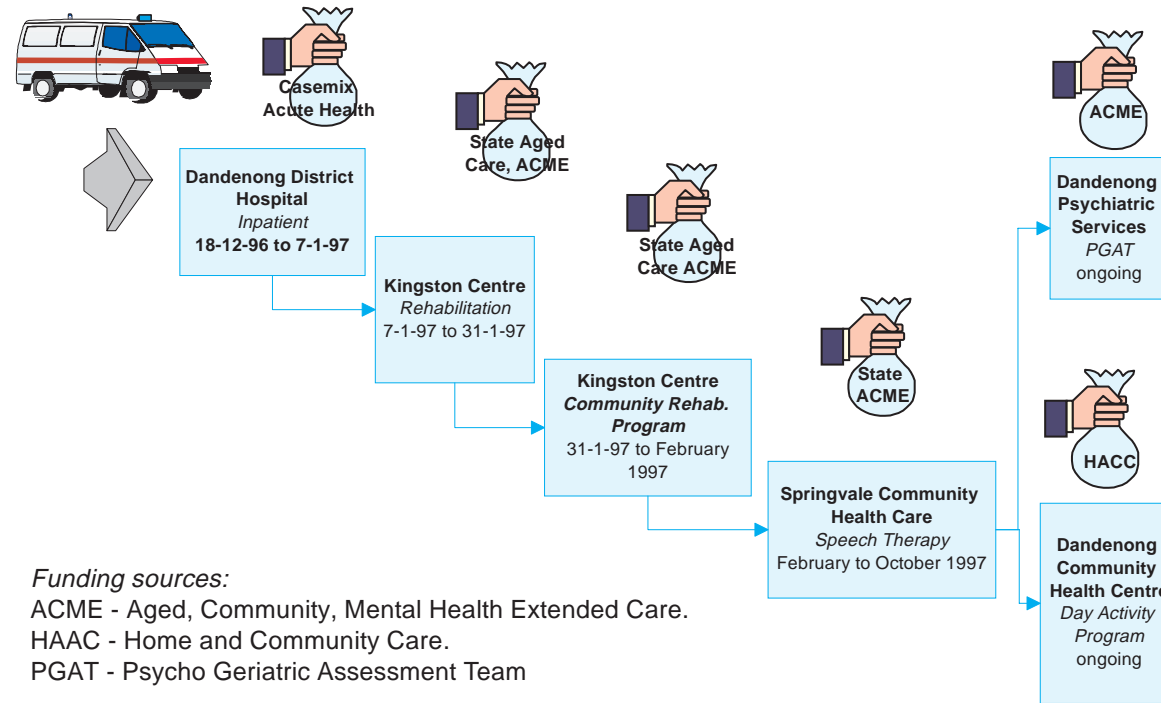 Casemix
Acute Health
State Aged
Care, ACME
ACME
Dandenong District
Hospital
Inpatient
18-12-96 to 7-1-97
State Aged
Care ACME
Dandenong
Psychiatric
Services
PGAT
ongoing
Kingston Centre
Rehabilitation
7-1-97 to 31-1-97
State
ACME
Kingston Centre
Community Rehab.
Program
31-1-97 to February
1997
HACC
Springvale Community
Health Care
Speech Therapy
February to October 1997
Dandenong
Community
Health Centre
Day Activity
Program
ongoing
Funding sources:
ACME - Aged, Community, Mental Health Extended Care.
HAAC - Home and Community Care.
PGAT - Psycho Geriatric Assessment Team